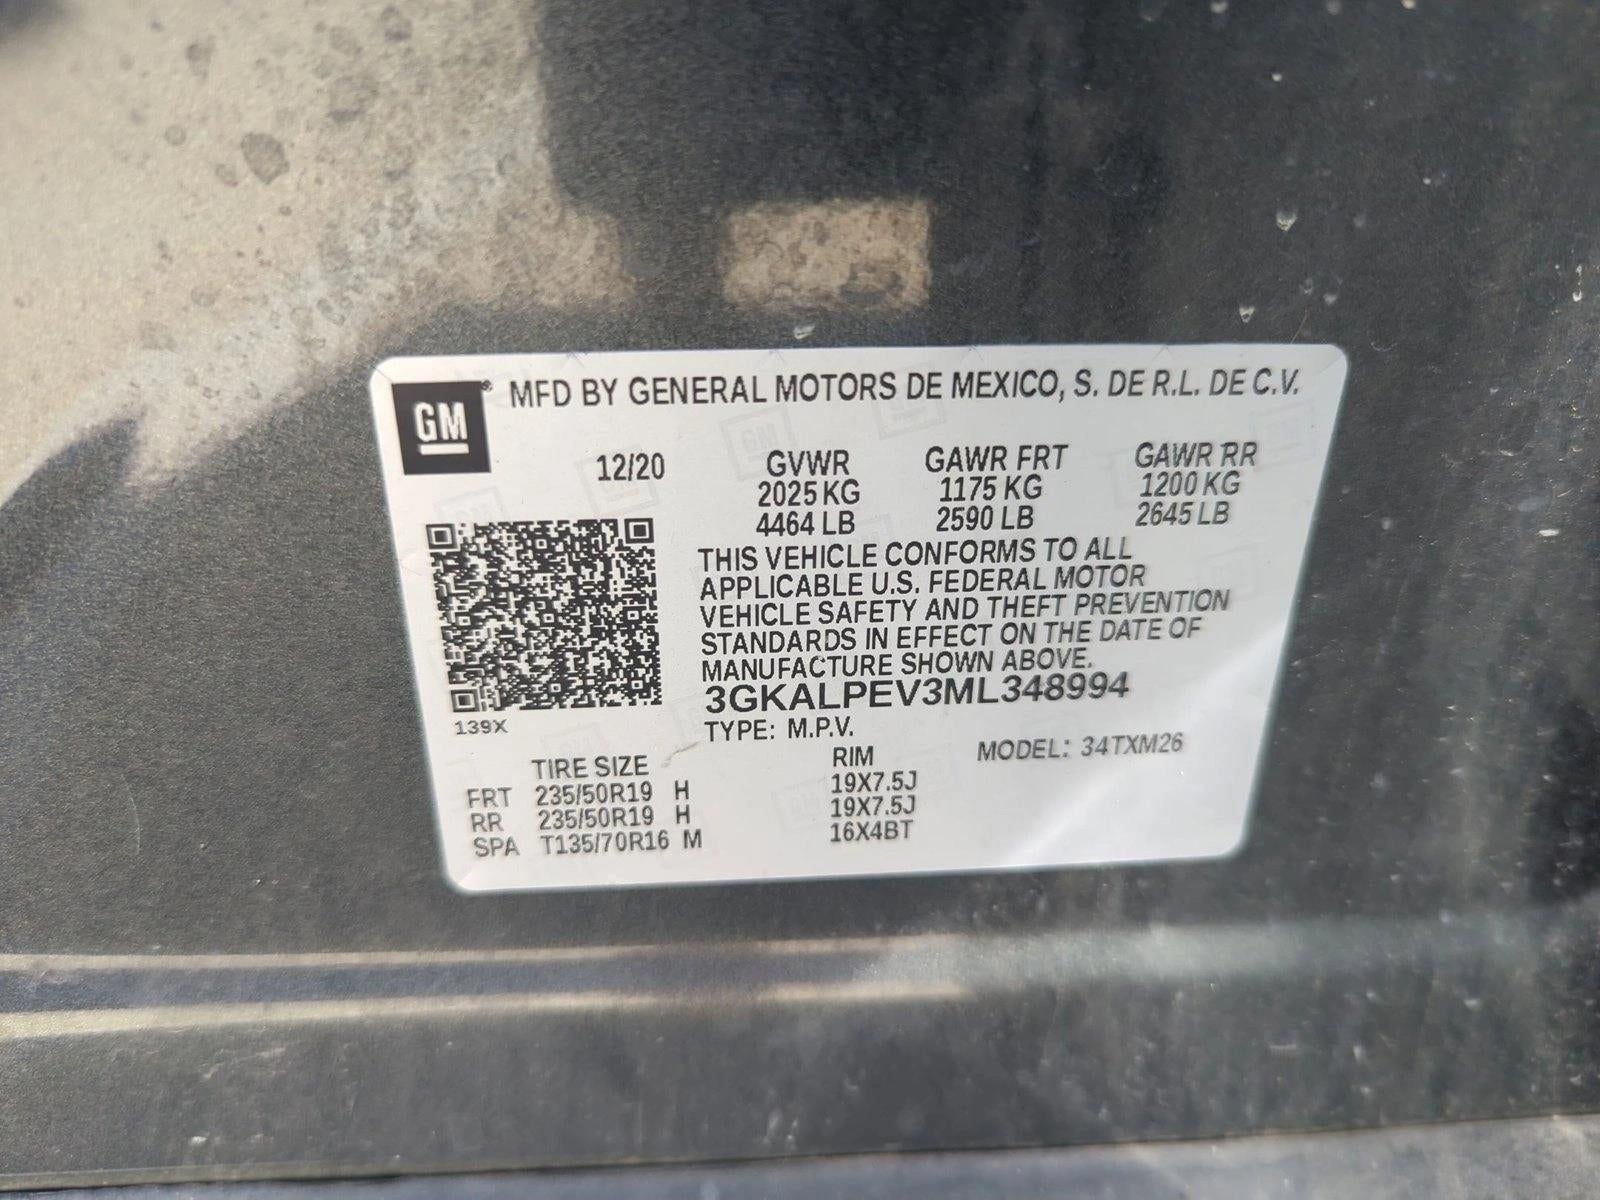 GM
MFD BY GENERAL MOTORS DE MEXICO, S. DE R.L. DE C.V.
12/20 GVWR GAWR FRT GAWR RR
2025 KG 1175 KG 1200 KG
4464 LB 2590 LB 2645 LB
THIS VEHICLE CONFORMS TO ALL
APPLICABLE U.S. FEDERAL MOTOR
VEHICLE SAFETY AND THEFT PREVENTION
STANDARDS IN EFFECT ON THE DATE OF
MANUFACTURE SHOWN ABOVE.
3GKALPEV3ML348994
139X
TYPE: M.P.V.
MODEL: 34TXM26
TIRE SIZE RIM
FRT 235/50R19 H 19X7.5J
RR 235/50R19 H 19X7.5J
SPA T135/70R16 M 16X4BT